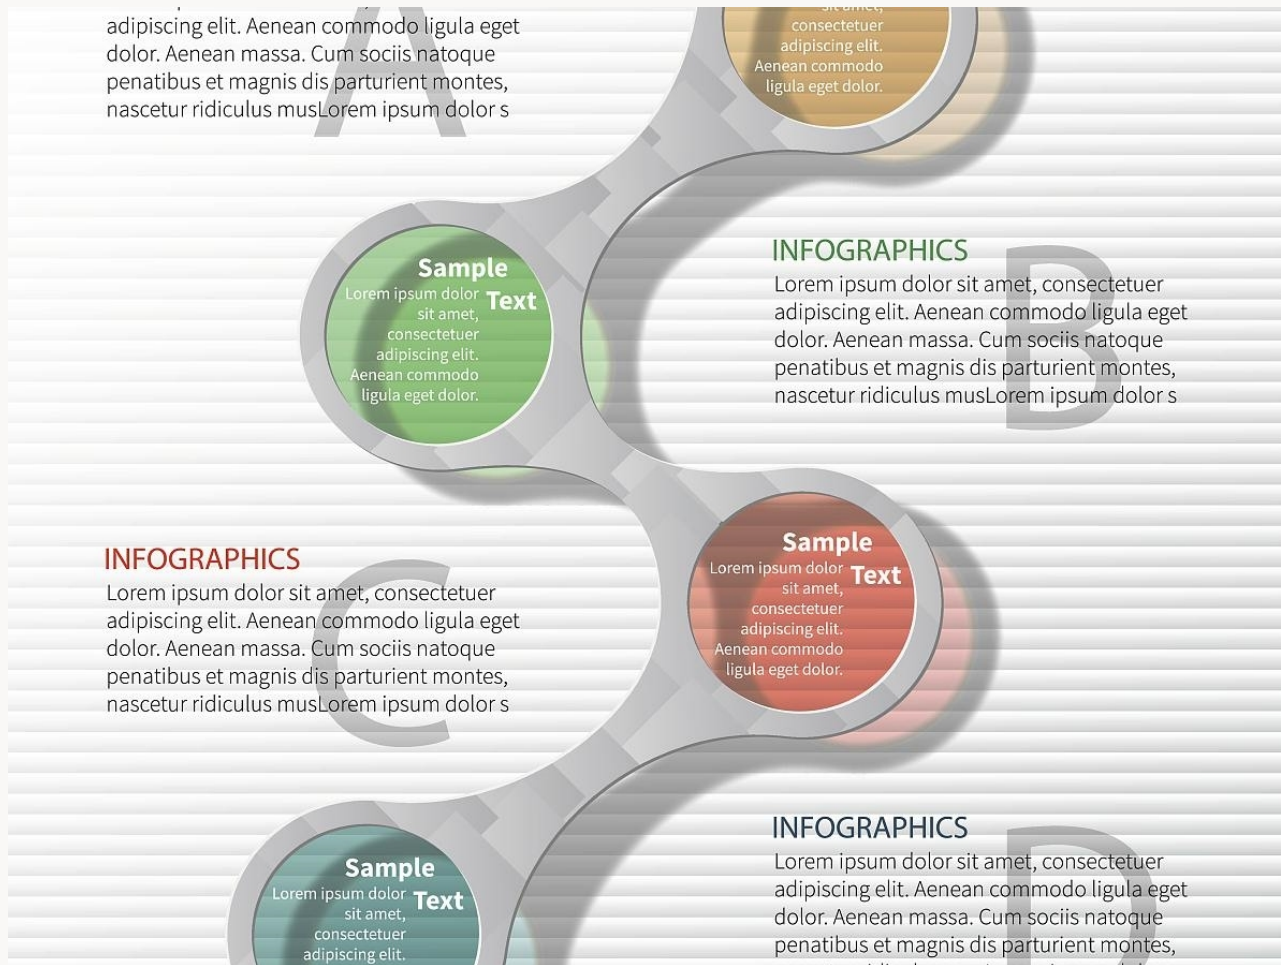 adipiscing elit. Aenean commodo ligula eget
dolor. Aenean massa. Cum sociis natoque
penatibus et magnis dis parturient montes,
nascetur ridiculus musLorem ipsum dolor s
A
sit amet,
consectetuer
adipiscing elit.
Aenean commodo
ligula eget dolor.
Sample
Text
Lorem ipsum dolor
sit amet,
consectetuer
adipiscing elit.
Aenean commodo
ligula eget dolor.
INFOGRAPHICS
Lorem ipsum dolor sit amet, consectetuer
adipiscing elit. Aenean commodo ligula eget
dolor. Aenean massa. Cum sociis natoque
penatibus et magnis dis parturient montes,
nascetur ridiculus musLorem ipsum dolor s
B
INFOGRAPHICS
Lorem ipsum dolor sit amet, consectetuer
adipiscing elit. Aenean commodo ligula eget
dolor. Aenean massa. Cum sociis natoque
penatibus et magnis dis parturient montes,
nascetur ridiculus musLorem ipsum dolor s
C
Sample
Text
Lorem ipsum dolor
sit amet,
consectetuer
adipiscing elit.
Aenean commodo
ligula eget dolor.
Sample
Text
Lorem ipsum dolor
sit amet,
consectetuer
adipiscing elit.
INFOGRAPHICS
Lorem ipsum dolor sit amet, consectetuer
adipiscing elit. Aenean commodo ligula eget
dolor. Aenean massa. Cum sociis natoque
penatibus et magnis dis parturient montes,
D